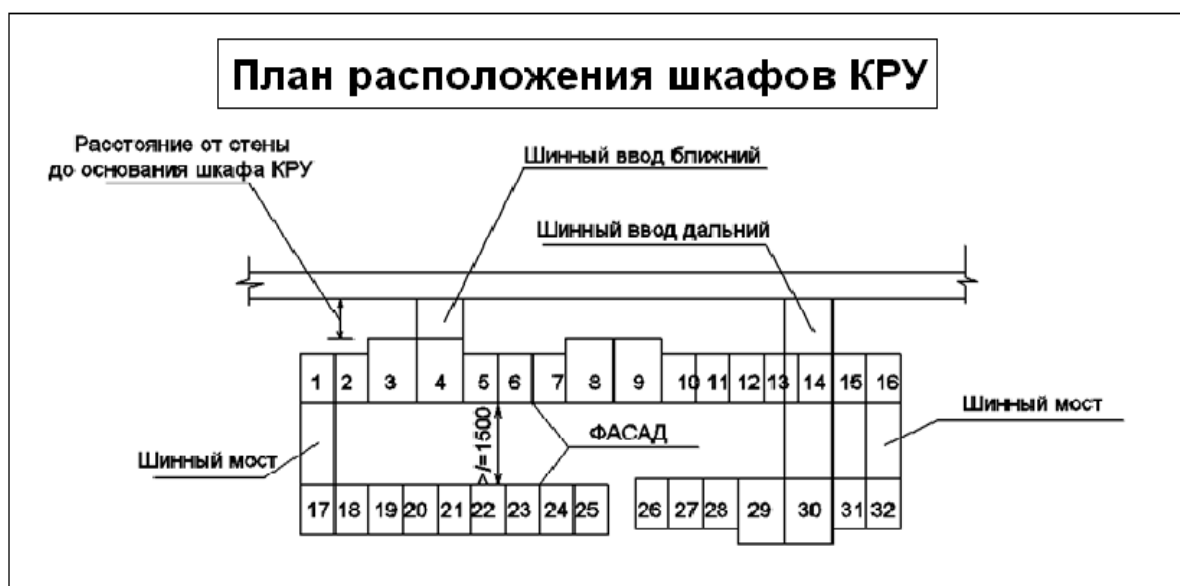 План расположения шкафов КРУ
Расстояние от стены
до основания шкафа КРУ
Шинный ввод ближний
Шинный ввод дальний
1 2 3 4 5 6 7 8 9 10 11 12 13 14 15 16
Шинный мост
ФАСАД
>/=1500
Шинный мост
17 18 19 20 21 22 23 24 25 26 27 28 29 30 31 32